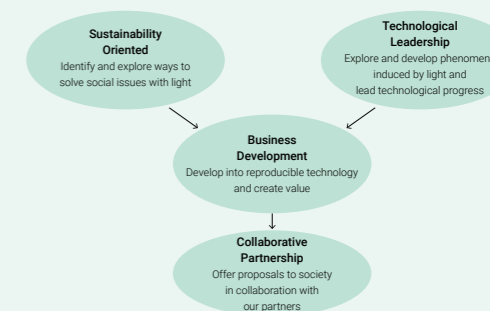 Sustainability
Oriented
Identify and explore ways to
solve social issues with light
Technological
Leadership
Explore and develop phenomen
induced by light and
lead technological progress
Business
Development
Develop into reproducible technology
and create value
Collaborative
Partnership
Offer proposals to society
in collaboration with
our partners